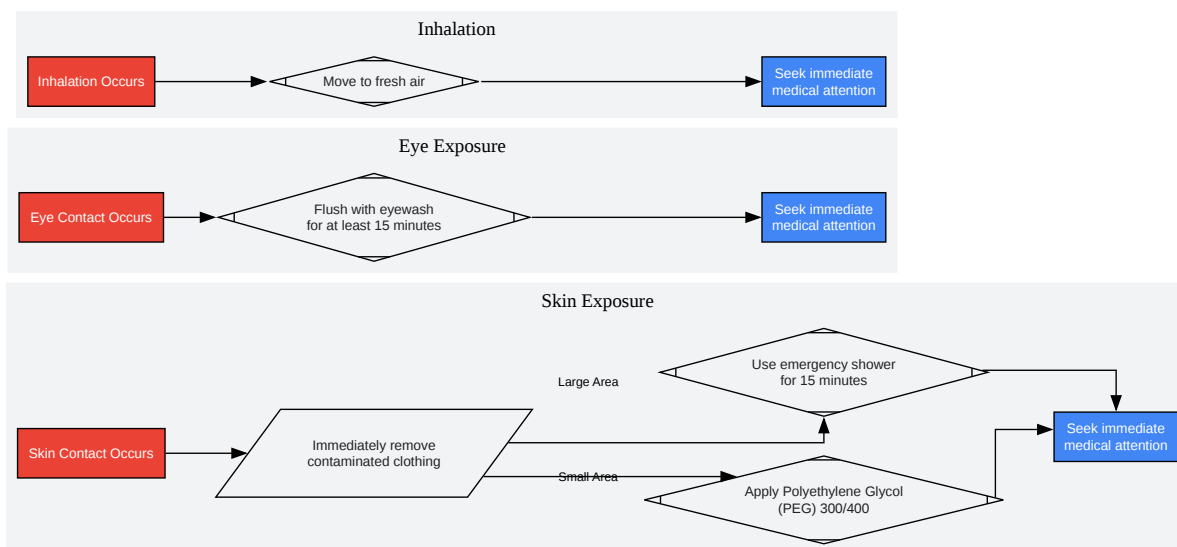 Inhalation
Inhalation Occurs
Move to fresh air
Seek immediate
medical attention
Eye Exposure
Eye Contact Occurs
Flush with eyewash
for at least 15 minutes
Seek immediate
medical attention
Skin Exposure
Skin Contact Occurs
Immediately remove
contaminated clothing
Large Area
Use emergency shower
for 15 minutes
Small Area
Apply Polyethylene Glycol
(PEG) 300/400
Seek immediate
medical attention